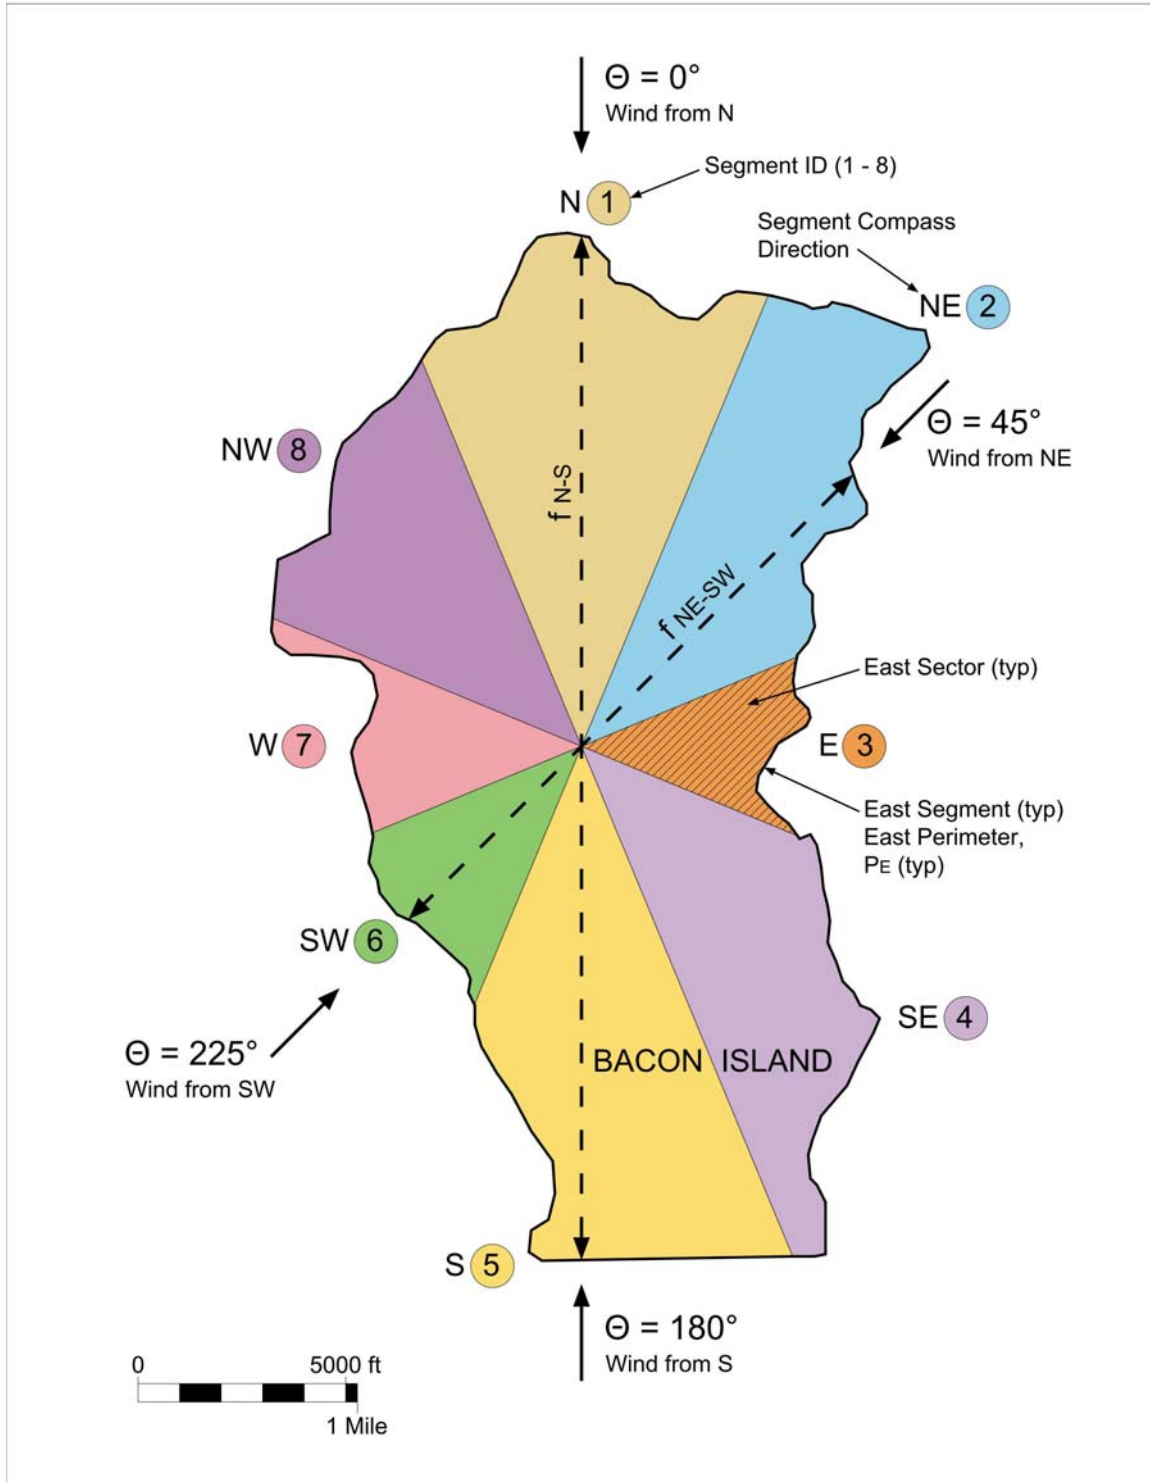 Θ = 0°
Wind from N
Segment ID (1 - 8)
N 1
Segment Compass
Direction
NE 2
Θ = 45°
Wind from NE
NW 8
f N-S
f NE-SW
East Sector (typ)
W 7
E 3
East Segment (typ)
East Perimeter,
PE (typ)
SW 6
SE 4
Θ = 225°
Wind from SW
BACON ISLAND
S 5
Θ = 180°
Wind from S
0 5000 ft
1 Mile